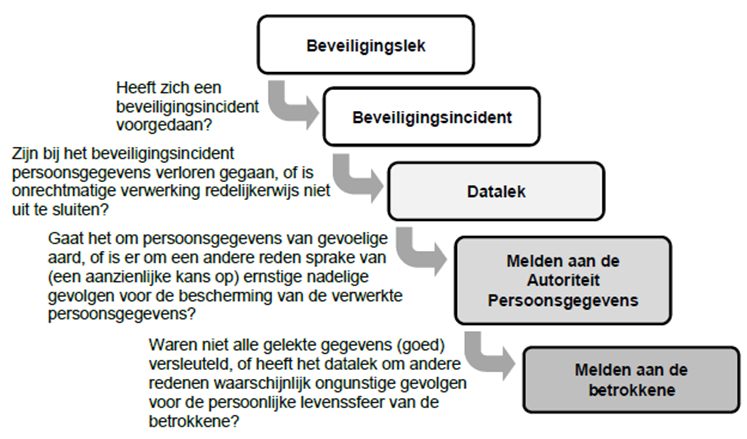 Beveiligingslek
Heeft zich een
beveiligingsincident
voorgedaan?
Beveiligingsincident
Zijn bij het beveiligingsincident
persoonsgegevens verloren gegaan, of is
onrechtmatige verwerking redelijkerwijs niet
uit te sluiten?
Datalek
Gaat het om persoonsgegevens van gevoelige
aard, of is er om een andere reden sprake van
(een aanzienlijke kans op) ernstige nadelige
gevolgen voor de bescherming van de verwerkte
persoonsgegevens?
Melden aan de
Autoriteit
Persoonsgegevens
Waren niet alle gelekte gegevens (goed)
versleuteld, of heeft het datalek om andere
redenen waarschijnlijk ongunstige gevolgen
voor de persoonlijke levenssfeer van de
betrokkene?
Melden aan de
betrokkene